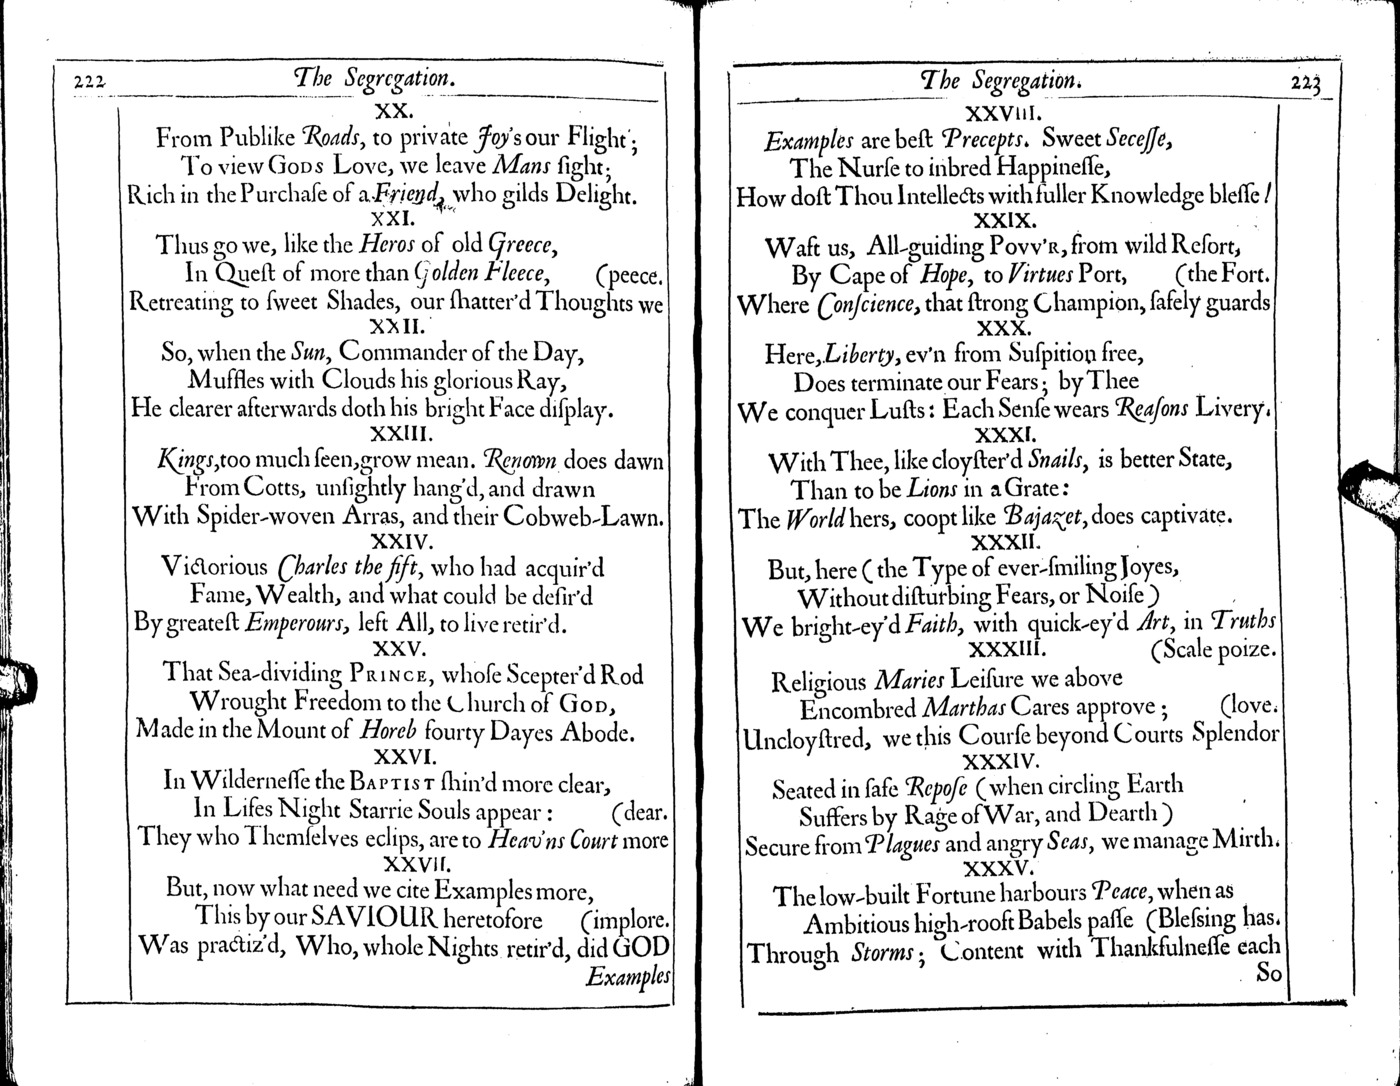 222
The Segregation.
XX.
From Publike Roads, to private Joy's our Flight;
To view GODS Love, we leave Mans ſight;
Rich in the Purchaſe of a Friend, who gilds Delight.
XXI.
Thus go we, like the Heros of old Greece,
In Queſt of more than Golden Fleece, (peece.
Retreating to ſweet Shades, our ſhatter'd Thoughts we
XXII.
So, when the Sun, Commander of the Day,
Muffles with Clouds his glorious Ray,
He clearer afterwards doth his bright Face diſplay.
XXIII.
Kings, too much ſeen, grow mean. Renown does dawn
From Cotts, unſightly hang'd, and drawn
With Spider-woven Arras, and their Cobweb-Lawn.
XXIV.
Victorious Charles the fift, who had acquir'd
Fame, Wealth, and what could be deſir'd
By greateſt Emperours, left All, to live retir'd.
XXV.
That Sea-dividing PRINCE, whoſe Scepter'd Rod
Wrought Freedom to the Church of GOD,
Made in the Mount of Horeb fourty Dayes Abode.
XXVI.
In Wilderneſſe the BAPTIST ſhin'd more clear,
In Lifes Night Starrie Souls appear: (dear.
They who Themſelves eclips, are to Heav'ns Court more
XXVII.
But, now what need we cite Examples more,
This by our SAVIOUR heretofore (implore.
Was practiz'd, Who, whole Nights retir'd, did GOD
Examples
The Segregation.
223
XXVIII.
Examples are beſt Precepts. Sweet Seceſſe,
The Nurſe to inbred Happineſſe,
How doſt Thou Intellects with fuller Knowledge bleſſe!
XXIX.
Waft us, All-guiding POVV'R, from wild Reſort,
By Cape of Hope, to Virtues Port, (the Fort.
Where Conſcience, that ſtrong Champion, ſafely guards
XXX.
Here, Liberty, ev'n from Suſpition free,
Does terminate our Fears; by Thee
We conquer Luſts: Each Senſe wears Reaſons Livery.
XXXI.
With Thee, like cloyſter'd Snails, is better State,
Than to be Lions in a Grate:
The World hers, coopt like Bajazet, does captivate.
XXXII.
But, here (the Type of ever-ſmiling Joyes,
Without diſturbing Fears, or Noiſe)
We bright-ey'd Faith, with quick-ey'd Art, in Truths
XXXIII. (Scale poize.
Religious Maries Leiſure we above
Encombred Marthas Cares approve; (love.
Uncloyſtred, we this Courſe beyond Courts Splendor
XXXIV.
Seated in ſafe Repoſe (when circling Earth
Suffers by Rage of War, and Dearth)
Secure from Plagues and angry Seas, we manage Mirth.
XXXV.
The low-built Fortune harbours Peace, when as
Ambitious high-rooft Babels paſſe (Bleſsing has.
Through Storms; Content with Thankfulneſſe each
So